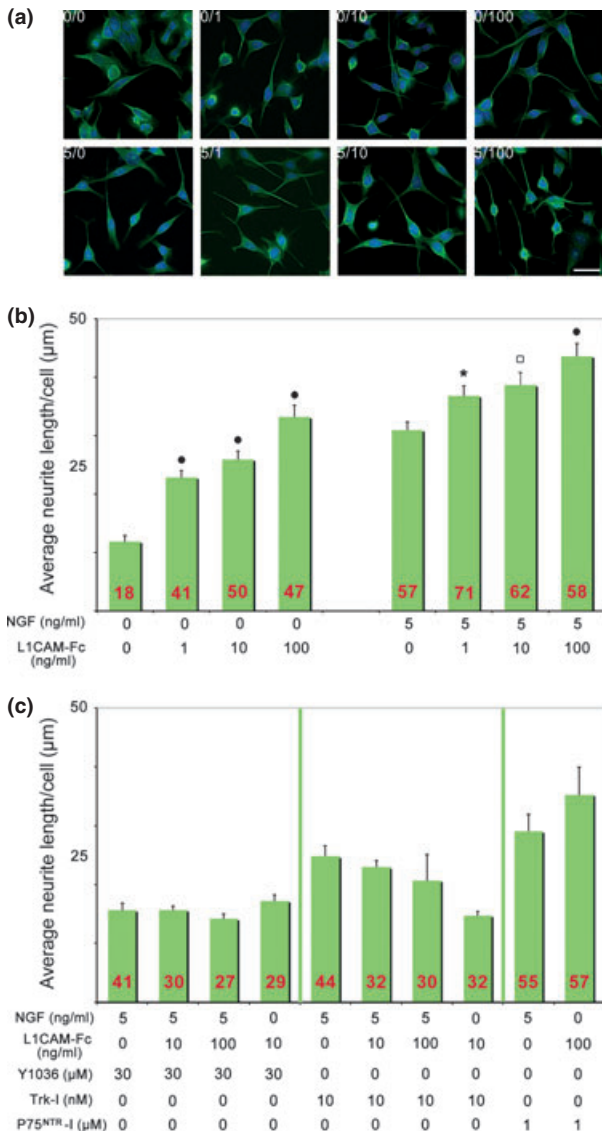 (a)
0/0 0/1 0/10 0/100
5/0 5/1 5/10 5/100
(b)
Average neurite length/cell (µm)
50
25
18 41 50 47 57 71 62 58
NGF (ng/ml) 0 0 0 0 5 5 5 5
L1CAM-Fc (ng/ml) 0 1 10 100 0 1 10 100
(c)
Average neurite length/cell (µm)
50
25
41 30 27 29 44 32 30 32 55 57
NGF (ng/ml) 5 5 5 0 5 5 5 0 5 0
L1CAM-Fc (ng/ml) 0 10 100 10 0 10 100 10 0 100
Y1036 (µM) 30 30 30 30 0 0 0 0 0 0
Trk-I (nM) 0 0 0 0 10 10 10 10 0 0
P75NTR-I (µM) 0 0 0 0 0 0 0 0 1 1